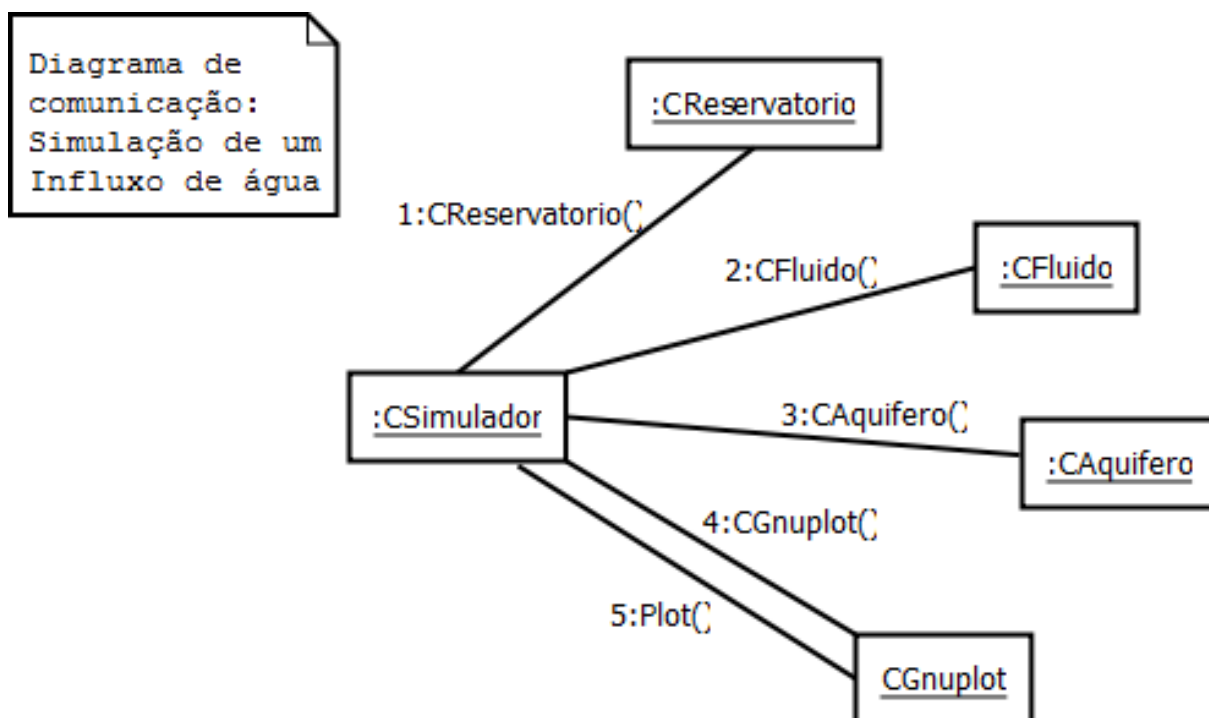 Diagrama de
comunicação:
Simulação de um
Influxo de água
:CReservatorio
1:CReservatorio()
2:CFluido()
:CFluido
:CSimulador
3:CAquifero()
:CAquifero
4:CGnuplot()
5:Plot()
CGnuplot